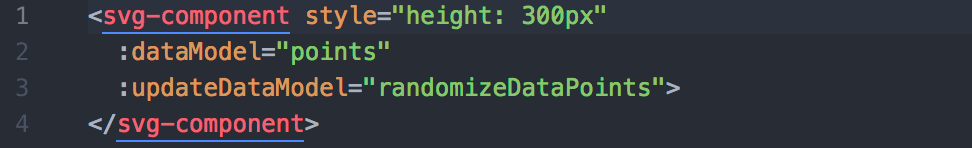 1 <svg-component style="height: 300px"
2 :dataModel="points"
3 :updateDataModel="randomizeDataPoints">
4 </svg-component>